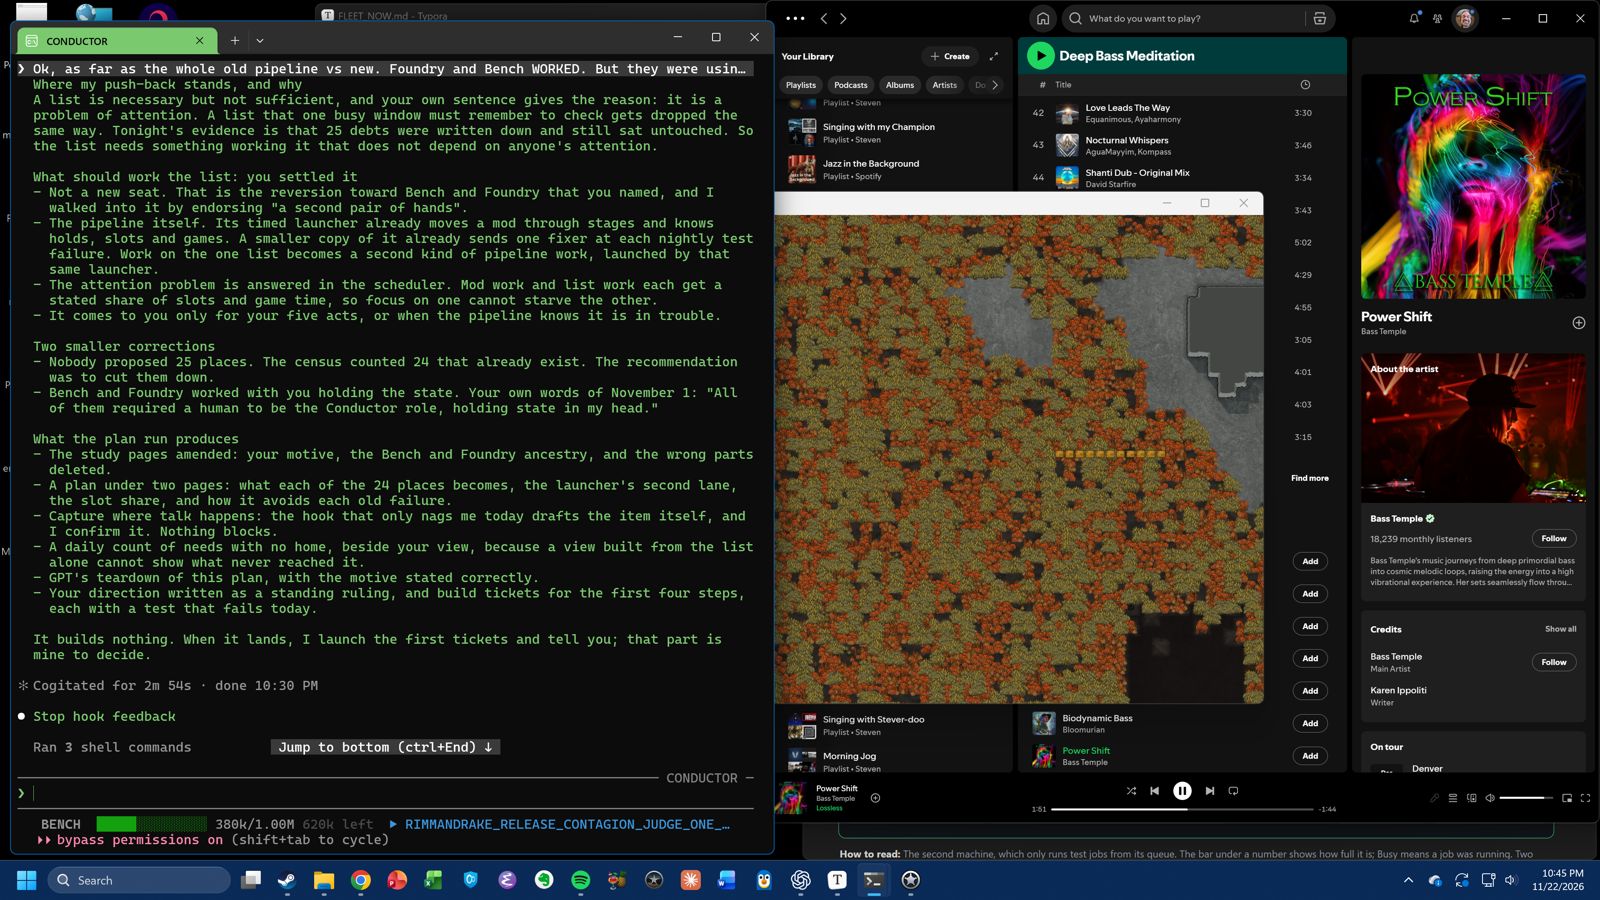 FLEET_NOW.md - Typora
CONDUCTOR
❯ Ok, as far as the whole old pipeline vs new. Foundry and Bench WORKED. But they were usin…
Where my push-back stands, and why
A list is necessary but not sufficient, and your own sentence gives the reason: it is a
problem of attention. A list that one busy window must remember to check gets dropped the
same way. Tonight's evidence is that 25 debts were written down and still sat untouched. So
the list needs something working it that does not depend on anyone's attention.
What should work the list: you settled it
– Not a new seat. That is the reversion toward Bench and Foundry that you named, and I
walked into it by endorsing "a second pair of hands".
– The pipeline itself. Its timed launcher already moves a mod through stages and knows
holds, slots and games. A smaller copy of it already sends one fixer at each nightly test
failure. Work on the one list becomes a second kind of pipeline work, launched by that
same launcher.
– The attention problem is answered in the scheduler. Mod work and list work each get a
stated share of slots and game time, so focus on one cannot starve the other.
– It comes to you only for your five acts, or when the pipeline knows it is in trouble.
Two smaller corrections
– Nobody proposed 25 places. The census counted 24 that already exist. The recommendation
was to cut them down.
– Bench and Foundry worked with you holding the state. Your own words of November 1: "All
of them required a human to be the Conductor role, holding state in my head."
What the plan run produces
– The study pages amended: your motive, the Bench and Foundry ancestry, and the wrong parts
deleted.
– A plan under two pages: what each of the 24 places becomes, the launcher's second lane,
the slot share, and how it avoids each old failure.
– Capture where talk happens: the hook that only nags me today drafts the item itself, and
I confirm it. Nothing blocks.
– A daily count of needs with no home, beside your view, because a view built from the list
alone cannot show what never reached it.
– GPT's teardown of this plan, with the motive stated correctly.
– Your direction written as a standing ruling, and build tickets for the first four steps,
each with a test that fails today.
It builds nothing. When it lands, I launch the first tickets and tell you; that part is
mine to decide.
✻ Cogitated for 2m 54s · done 10:30 PM
● Stop hook feedback
Ran 3 shell commands
Jump to bottom (ctrl+End) ↓
CONDUCTOR
❯
BENCH 380k/1.00M 620k left ▶ RIMMANDRAKE_RELEASE_CONTAGION_JUDGE_ONE_…
⏵⏵ bypass permissions on (shift+tab to cycle)
What do you want to play?
Your Library
Create
Playlists Podcasts Albums Artists
Playlist • Steven
Singing with my Champion
Playlist • Steven
Jazz in the Background
Playlist • Spotify
Singing with Stever-doo
Playlist • Steven
Morning Jog
Playlist • Steven
Deep Bass Meditation
# Title
42 Love Leads The Way 3:30
Equanimous, Ayaharmony
43 Nocturnal Whispers 3:46
AguaMayyim, Kompass
44 Shanti Dub - Original Mix 3:34
David Starfire
3:43
5:02
4:29
4:55
3:05
4:01
4:03
3:15
Find more
Add
Add
Add
Add
Add
Biodynamic Bass Add
Bloomurian
Power Shift Add
Bass Temple
POWER SHIFT
BASS TEMPLE
Power Shift
Bass Temple
About the artist
Bass Temple
18,239 monthly listeners
Follow
Bass Temple's music journeys from deep primordial bass
into cosmic melodic loops, raising the energy into a high
vibrational experience. Her sets seamlessly flow throu...
Credits Show all
Bass Temple
Main Artist
Follow
Karen Ippoliti
Writer
On tour
Denver
Power Shift
Bass Temple
Lossless
1:51 -1:44
How to read: The second machine, which only runs test jobs from its queue. The bar under a number shows how full it is; Busy means a job was running. Two
Search
10:45 PM
11/22/2026